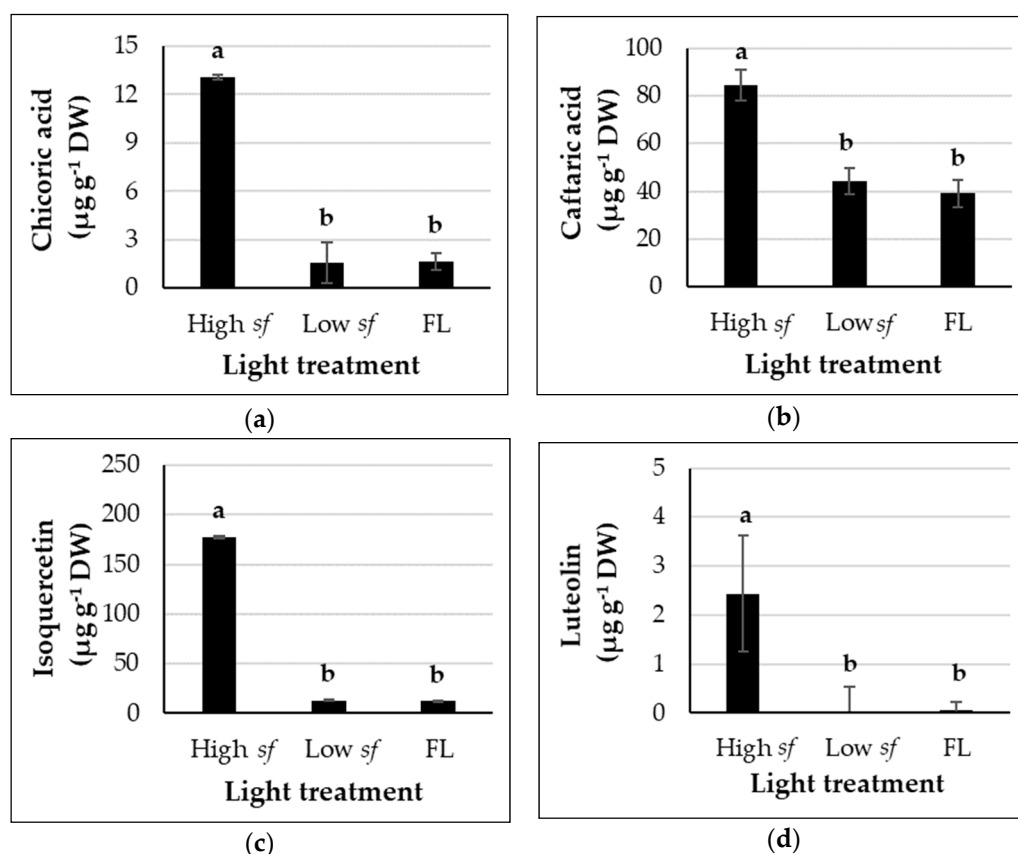 15
12
9
6
3
0
Chicoric acid
(µg g-1 DW)
a
b
b
High sf Low sf FL
Light treatment
(a)
100
80
60
40
20
0
Caftaric acid
(µg g-1 DW)
a
b
b
High sf Low sf FL
Light treatment
(b)
250
200
150
100
50
0
Isoquercetin
(µg g-1 DW)
a
b
b
High sf Low sf FL
Light treatment
(c)
5
4
3
2
1
0
Luteolin
(µg g-1 DW)
a
b
b
High sf Low sf FL
Light treatment
(d)